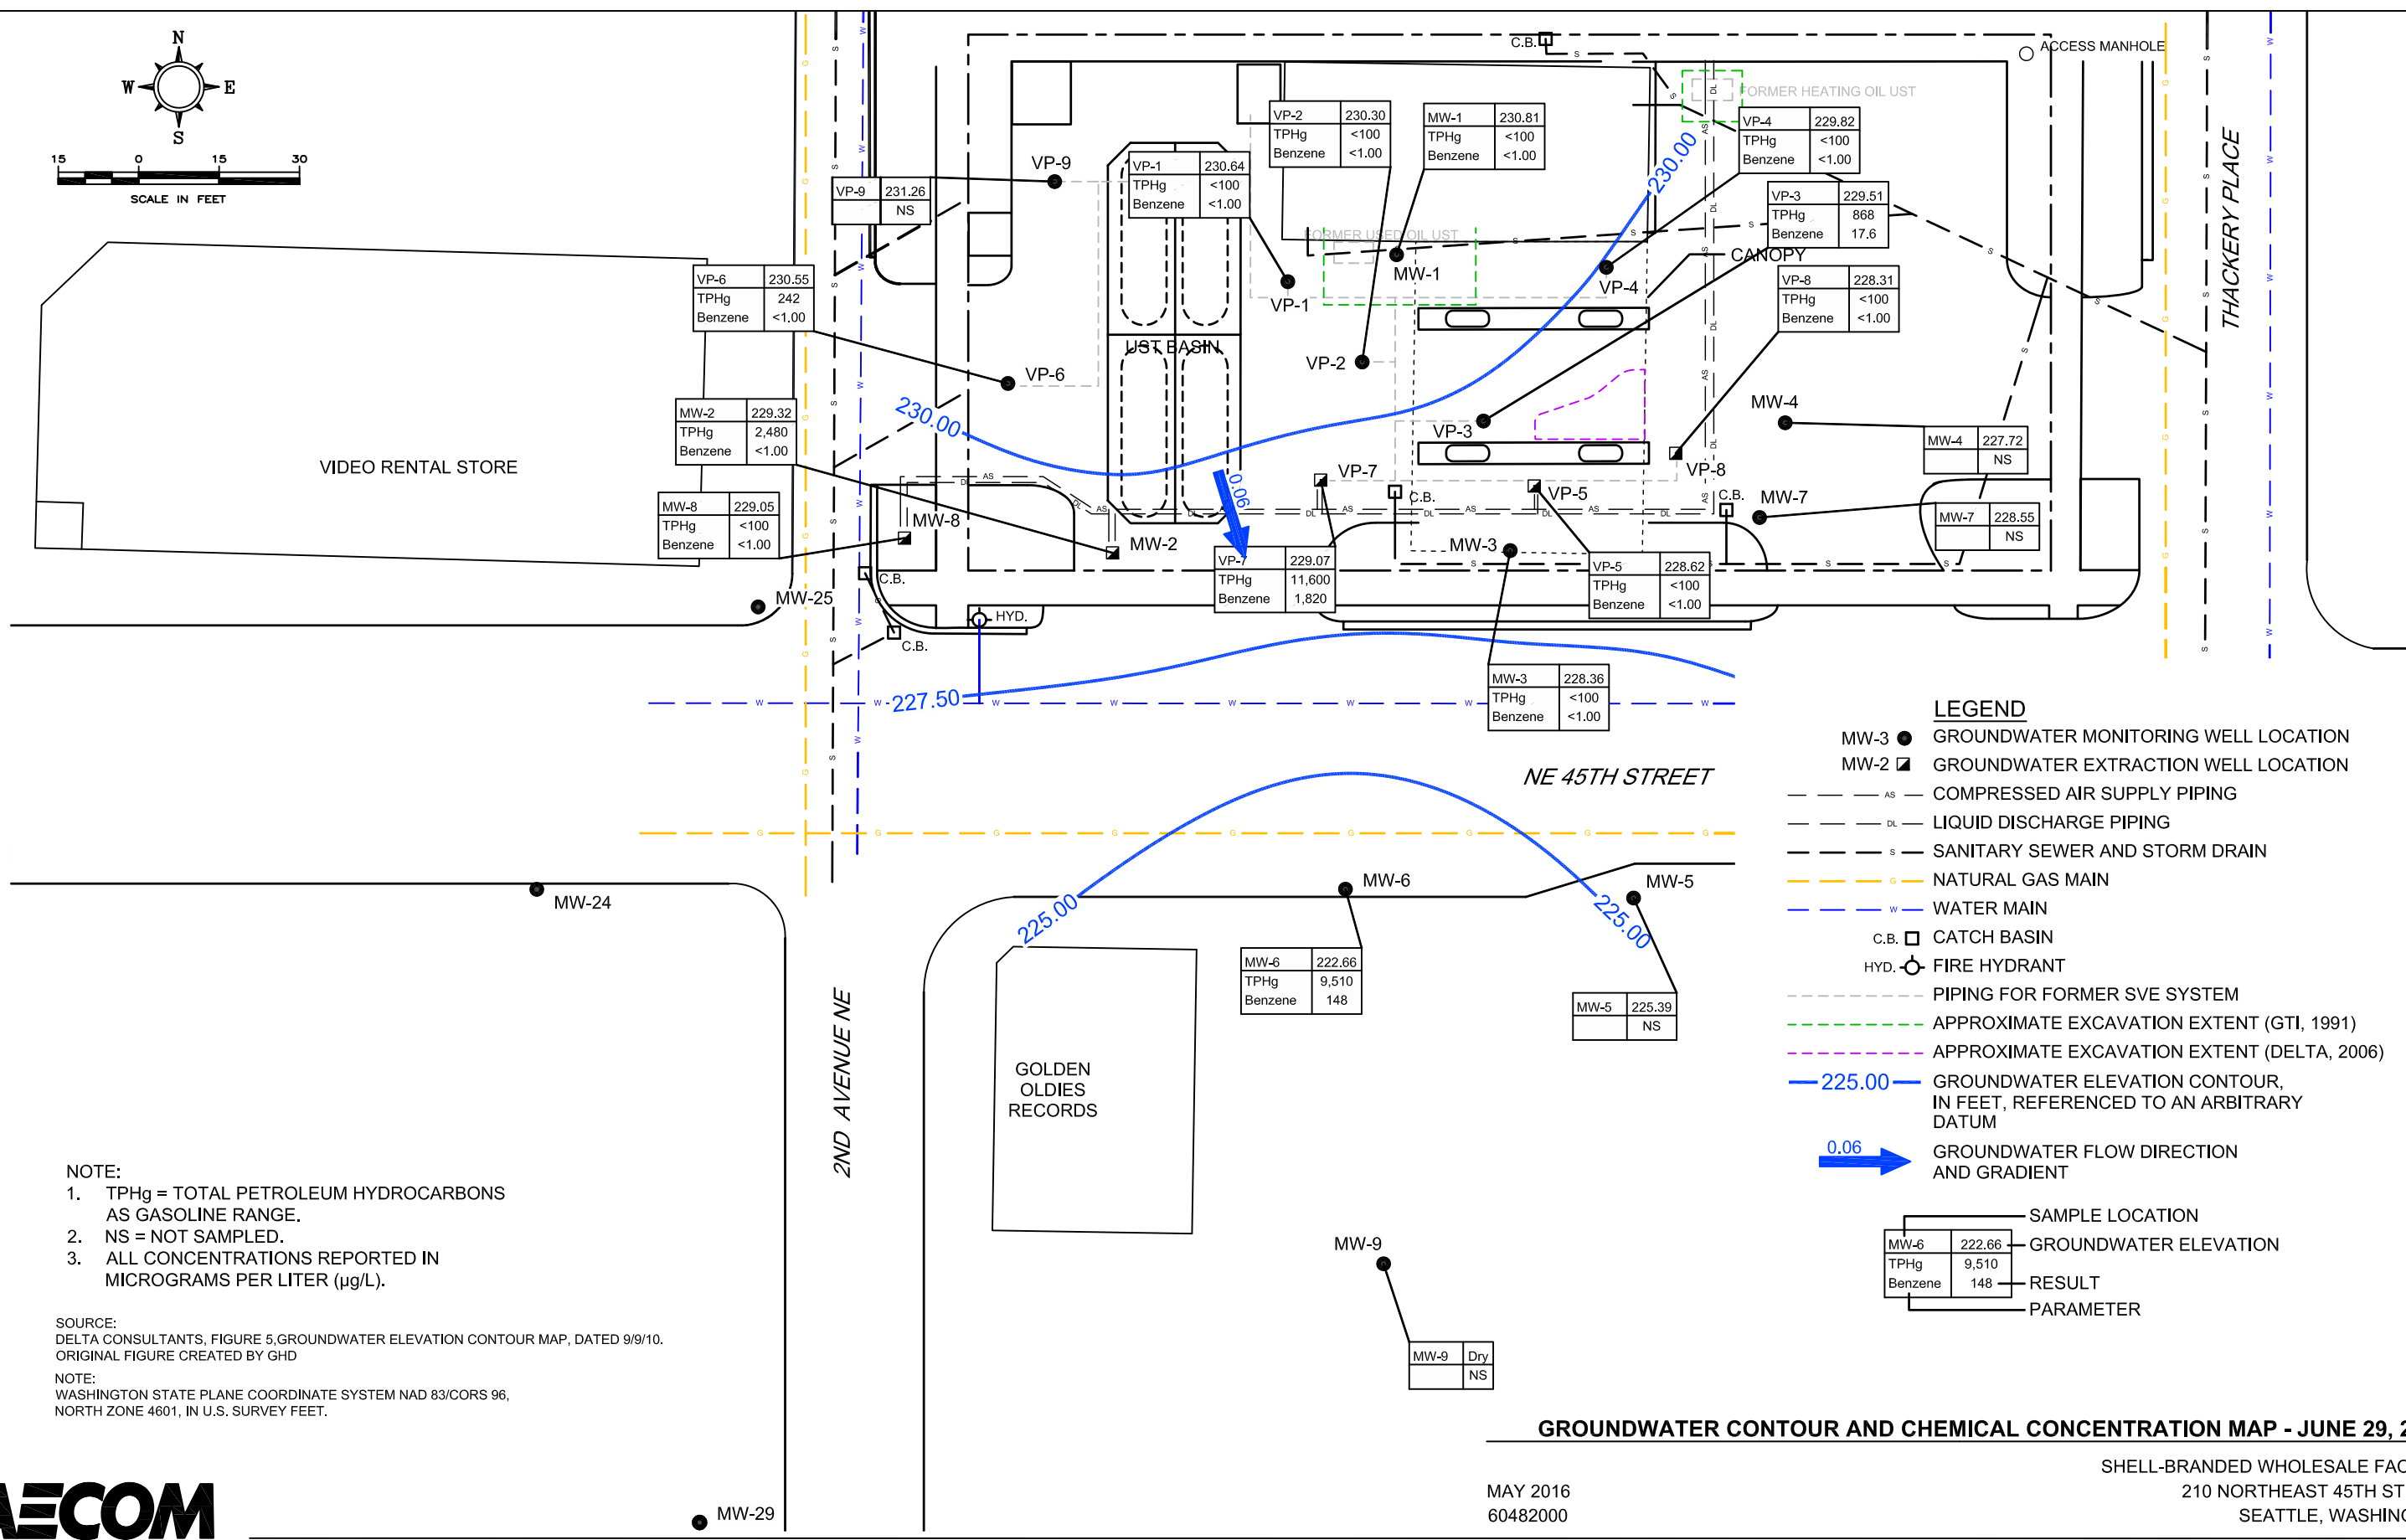 N
W
E
S
15 0 15 30
SCALE IN FEET
C.B.
ACCESS MANHOLE
FORMER HEATING OIL UST
THACKERY PLACE
VP-9
VP-9 231.26
NS
VP-1 230.64
TPHg <100
Benzene <1.00
VP-2 230.30
TPHg <100
Benzene <1.00
MW-1 230.81
TPHg <100
Benzene <1.00
VP-4 229.82
TPHg <100
Benzene <1.00
VP-3 229.51
TPHg 868
Benzene 17.6
230.00
FORMER USED OIL UST
MW-1
CANOPY
VP-1
VP-4
VP-8 228.31
TPHg <100
Benzene <1.00
VP-6 230.55
TPHg 242
Benzene <1.00
UST BASIN
VP-2
VP-6
230.00
VP-3
MW-4
MW-4 227.72
NS
MW-2 229.32
TPHg 2,480
Benzene <1.00
VIDEO RENTAL STORE
VP-7
VP-8
0.06
C.B.
VP-5
C.B.
MW-7
MW-7 228.55
NS
MW-8 229.05
TPHg <100
Benzene <1.00
MW-8
MW-2
MW-3
VP-7 229.07
TPHg 11,600
Benzene 1,820
VP-5 228.62
TPHg <100
Benzene <1.00
C.B.
MW-25
HYD.
C.B.
227.50
MW-3 228.36
TPHg <100
Benzene <1.00
NE 45TH STREET
MW-24
MW-6
MW-5
225.00
225.00
MW-6 222.66
TPHg 9,510
Benzene 148
MW-5 225.39
NS
2ND AVENUE NE
GOLDEN
OLDIES
RECORDS
MW-9
MW-9 Dry
NS
MW-29
LEGEND
MW-3 GROUNDWATER MONITORING WELL LOCATION
MW-2 GROUNDWATER EXTRACTION WELL LOCATION
AS COMPRESSED AIR SUPPLY PIPING
DL LIQUID DISCHARGE PIPING
S SANITARY SEWER AND STORM DRAIN
G NATURAL GAS MAIN
W WATER MAIN
C.B. CATCH BASIN
HYD. FIRE HYDRANT
PIPING FOR FORMER SVE SYSTEM
APPROXIMATE EXCAVATION EXTENT (GTI, 1991)
APPROXIMATE EXCAVATION EXTENT (DELTA, 2006)
225.00 GROUNDWATER ELEVATION CONTOUR,
IN FEET, REFERENCED TO AN ARBITRARY
DATUM
0.06 GROUNDWATER FLOW DIRECTION
AND GRADIENT
SAMPLE LOCATION
MW-6 222.66 GROUNDWATER ELEVATION
TPHg 9,510
Benzene 148 RESULT
PARAMETER
NOTE:
1. TPHg = TOTAL PETROLEUM HYDROCARBONS
AS GASOLINE RANGE.
2. NS = NOT SAMPLED.
3. ALL CONCENTRATIONS REPORTED IN
MICROGRAMS PER LITER (µg/L).
SOURCE:
DELTA CONSULTANTS, FIGURE 5,GROUNDWATER ELEVATION CONTOUR MAP, DATED 9/9/10.
ORIGINAL FIGURE CREATED BY GHD
NOTE:
WASHINGTON STATE PLANE COORDINATE SYSTEM NAD 83/CORS 96,
NORTH ZONE 4601, IN U.S. SURVEY FEET.
AECOM
GROUNDWATER CONTOUR AND CHEMICAL CONCENTRATION MAP - JUNE 29,
SHELL-BRANDED WHOLESALE
MAY 2016
210 NORTHEAST 45TH
60482000
SEATTLE,